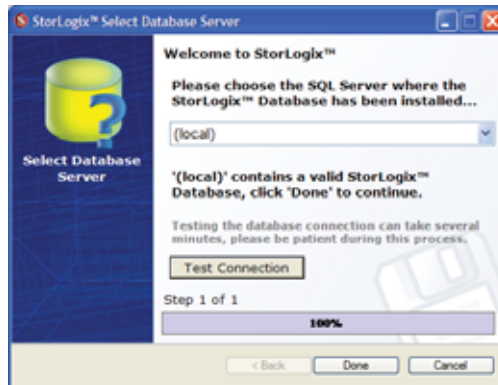 StorLogix™ Select Database Server
Welcome to StorLogix™
Please choose the SQL Server where the
StorLogix™ Database has been installed...
(local)
Select Database
Server
'(local)' contains a valid StorLogix™
Database, click 'Done' to continue.
Testing the database connection can take several
minutes, please be patient during this process.
Test Connection
Step 1 of 1
100%
< Back
Done
Cancel